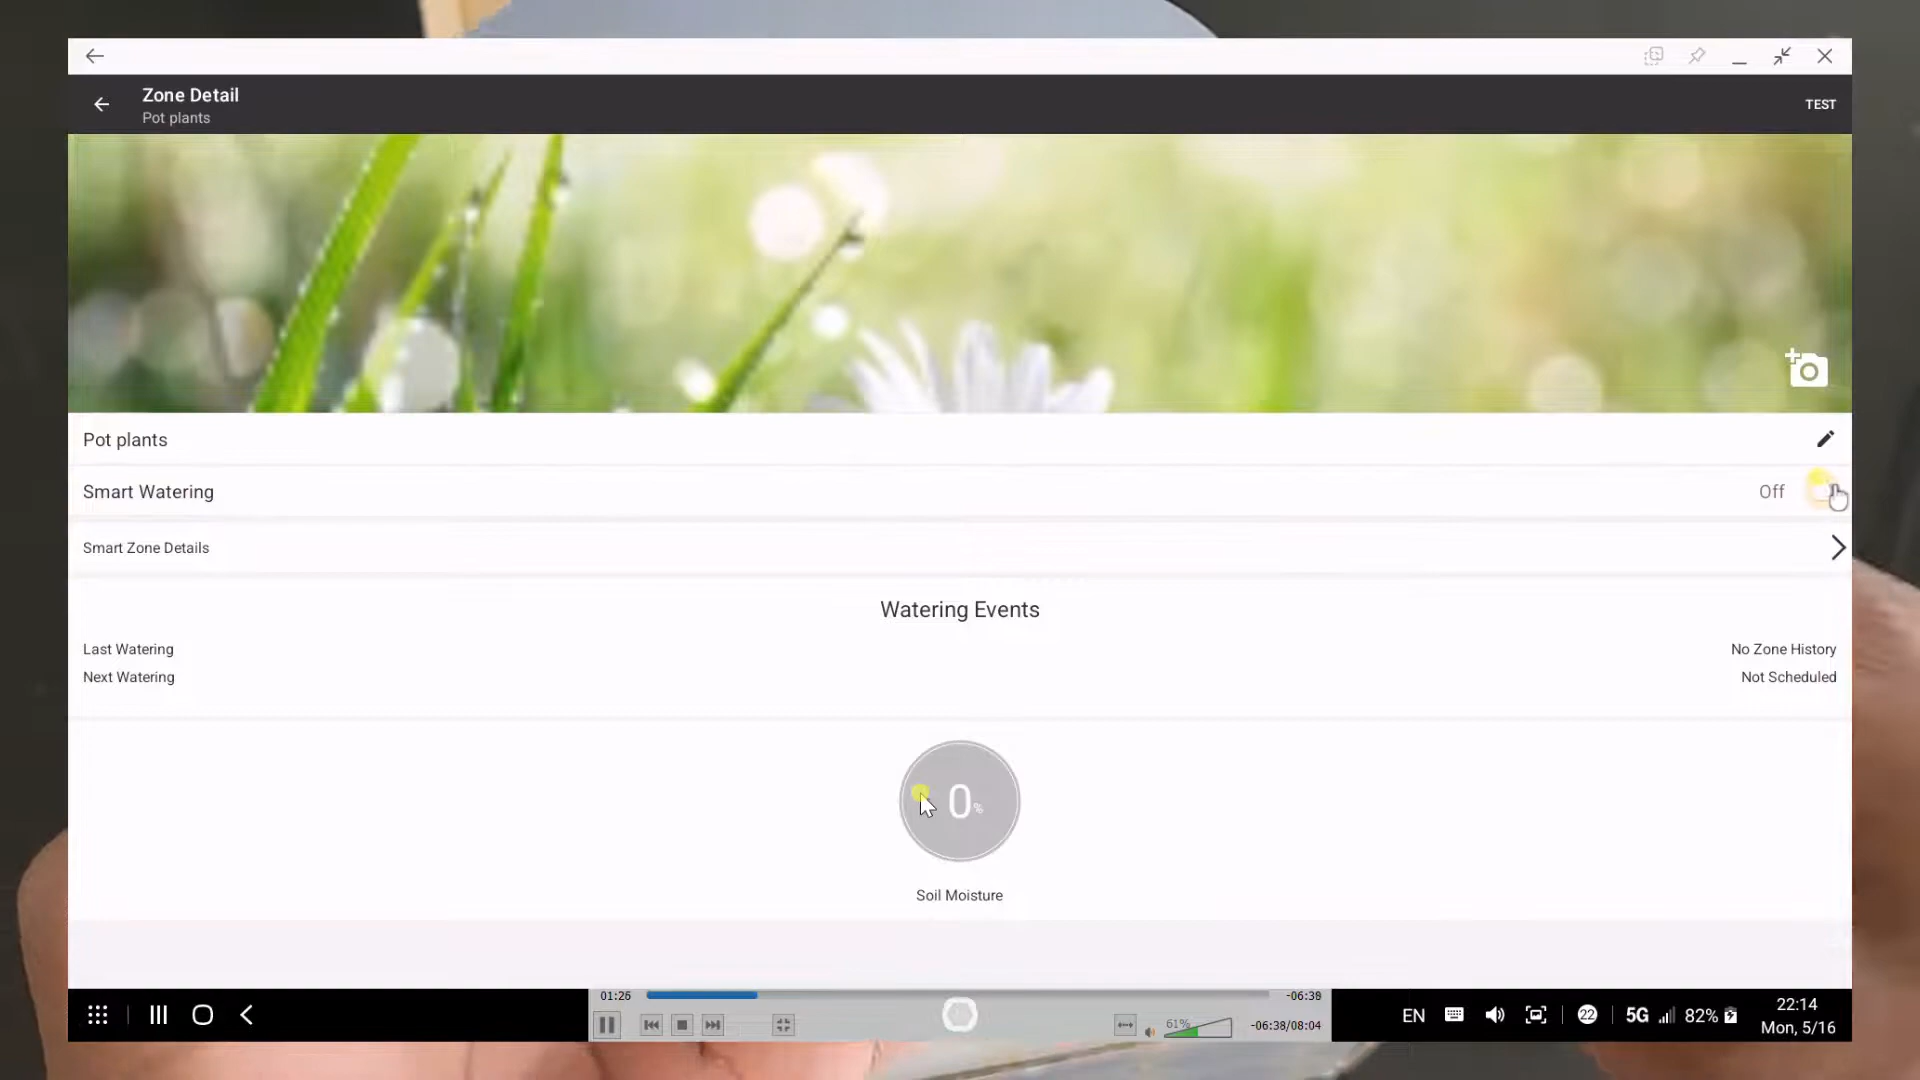 Zone Detail
Pot plants
TEST
Pot plants
Smart Watering
Off
Smart Zone Details
Watering Events
Last Watering
No Zone History
Next Watering
Not Scheduled
0%
Soil Moisture
01:26
-06:38
61%
-06:38/08:04
EN
22
5G
82%
22:14
Mon, 5/16